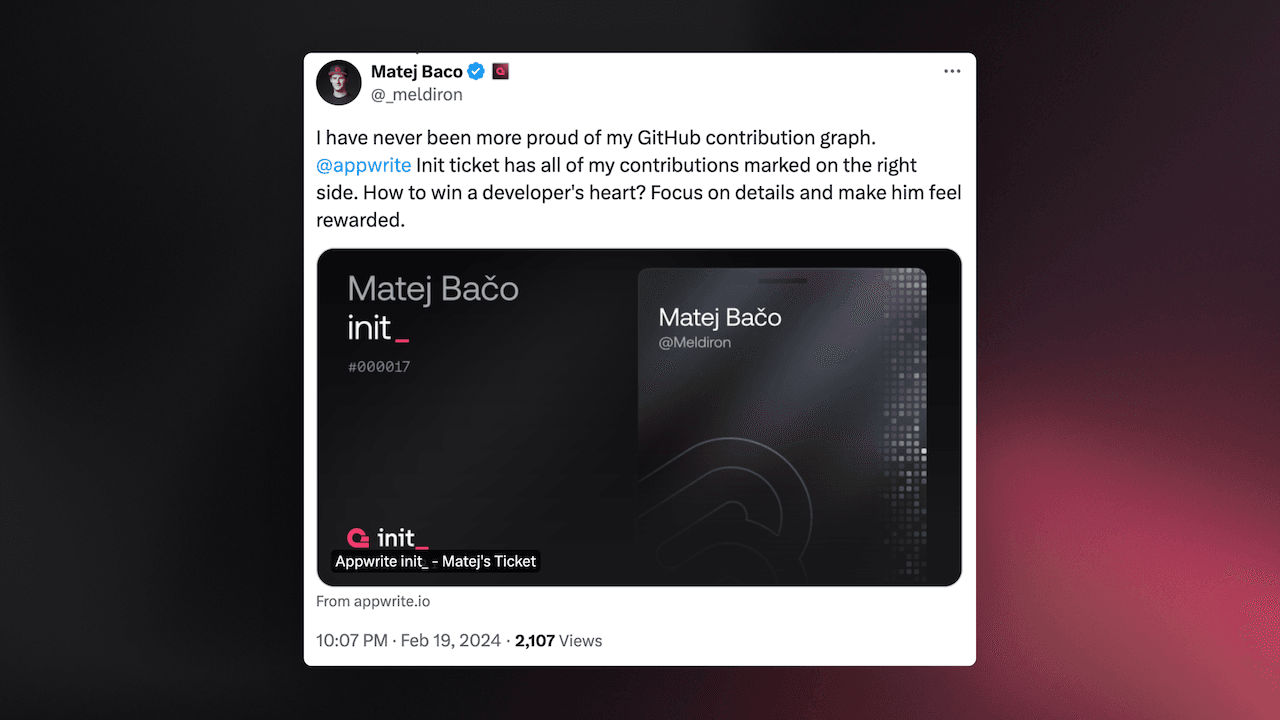 Matej Baco
@_meldiron
I have never been more proud of my GitHub contribution graph.
@appwrite Init ticket has all of my contributions marked on the right
side. How to win a developer's heart? Focus on details and make him feel
rewarded.
Matej Bačo
init_
#000017
Matej Bačo
@Meldiron
init_
Appwrite init_ - Matej's Ticket
From appwrite.io
10:07 PM · Feb 19, 2024 · 2,107 Views